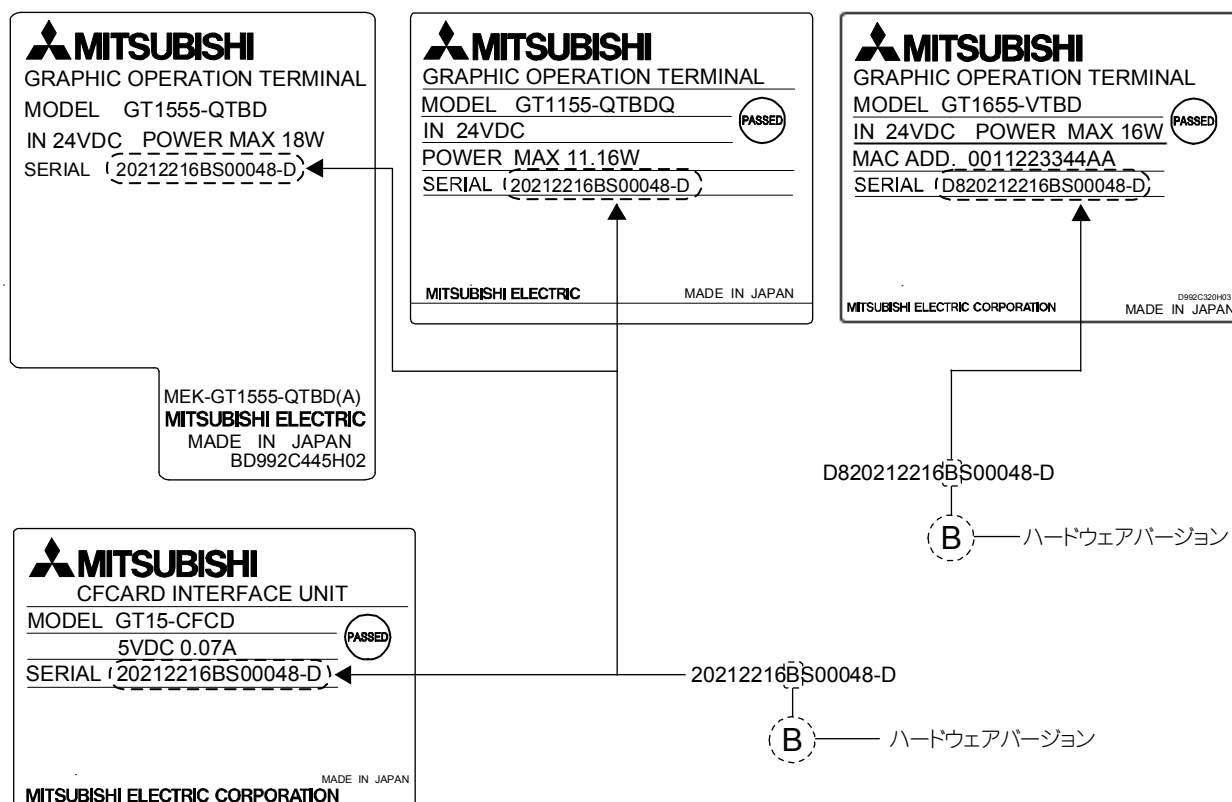 MITSUBISHI
GRAPHIC OPERATION TERMINAL
MODEL GT1555-QTBD
IN 24VDC POWER MAX 18W
SERIAL 20212216BS00048-D
MEK-GT1555-QTBD(A)
MITSUBISHI ELECTRIC
MADE IN JAPAN
BD992C445H02
MITSUBISHI
GRAPHIC OPERATION TERMINAL
MODEL GT1155-QTBDQ
PASSED
IN 24VDC
POWER MAX 11.16W
SERIAL 20212216BS00048-D
MITSUBISHI ELECTRIC MADE IN JAPAN
MITSUBISHI
GRAPHIC OPERATION TERMINAL
MODEL GT1655-VTBD
PASSED
IN 24VDC POWER MAX 16W
MAC ADD. 0011223344AA
SERIAL D820212216BS00048-D
D992C320H03
MITSUBISHI ELECTRIC CORPORATION MADE IN JAPAN
D820212216BS00048-D
B ハードウェアバージョン
MITSUBISHI
CFCARD INTERFACE UNIT
MODEL GT15-CFCD
PASSED
5VDC 0.07A
SERIAL 20212216BS00048-D
MADE IN JAPAN
MITSUBISHI ELECTRIC CORPORATION
20212216BS00048-D
B ハードウェアバージョン